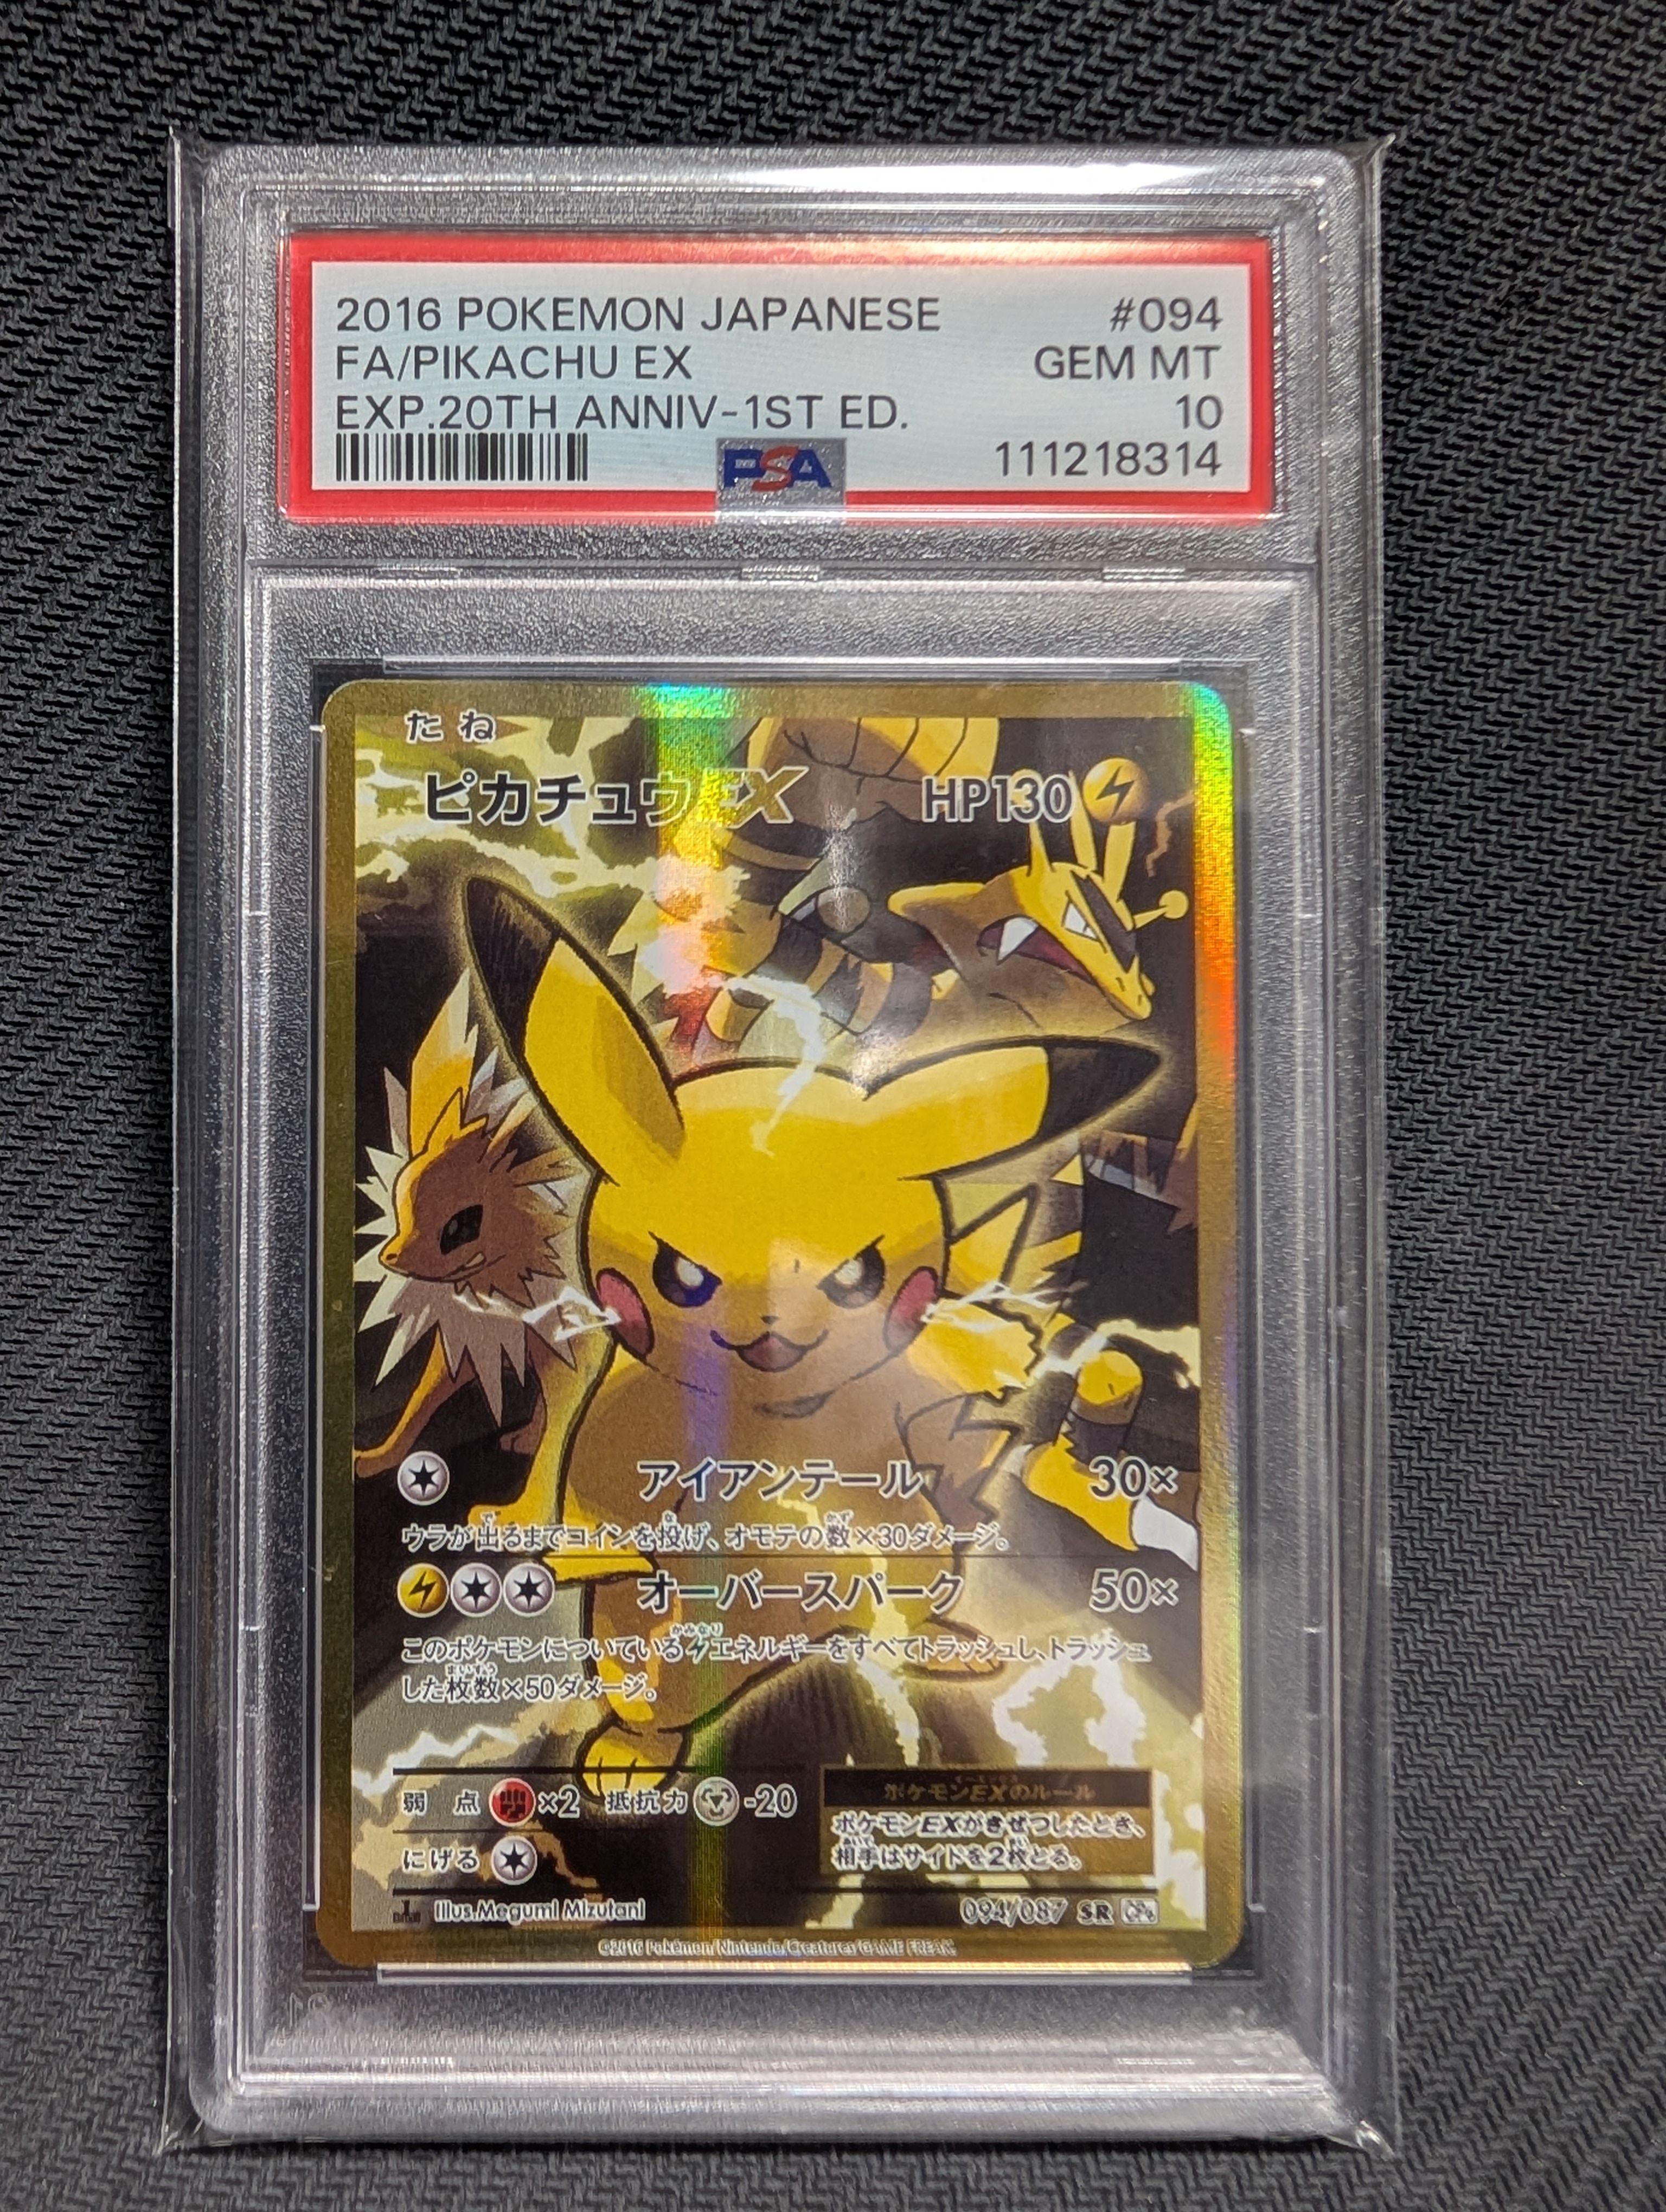 2016 POKEMON JAPANESE #094
FA/PIKACHU EX GEM MT
EXP.20TH ANNIV-1ST ED. 10
PSA 111218314
たね
ピカチュウEX HP130
アイアンテール 30×
ウラが出るまでコインを投げ、オモテの数×30ダメージ。
オーバースパーク 50×
このポケモンについているエネルギーをすべてトラッシュし、トラッシュ
した枚数×50ダメージ。
弱点 ×2 抵抗力 -20
にげる
ポケモンEXのルール
ポケモンEXがきぜつしたとき、
相手はサイドを2枚とる。
Illus.Megumi Mizutani
094/087 SR CP6
©2016 Pokémon/Nintendo/Creatures/GAME FREAK.